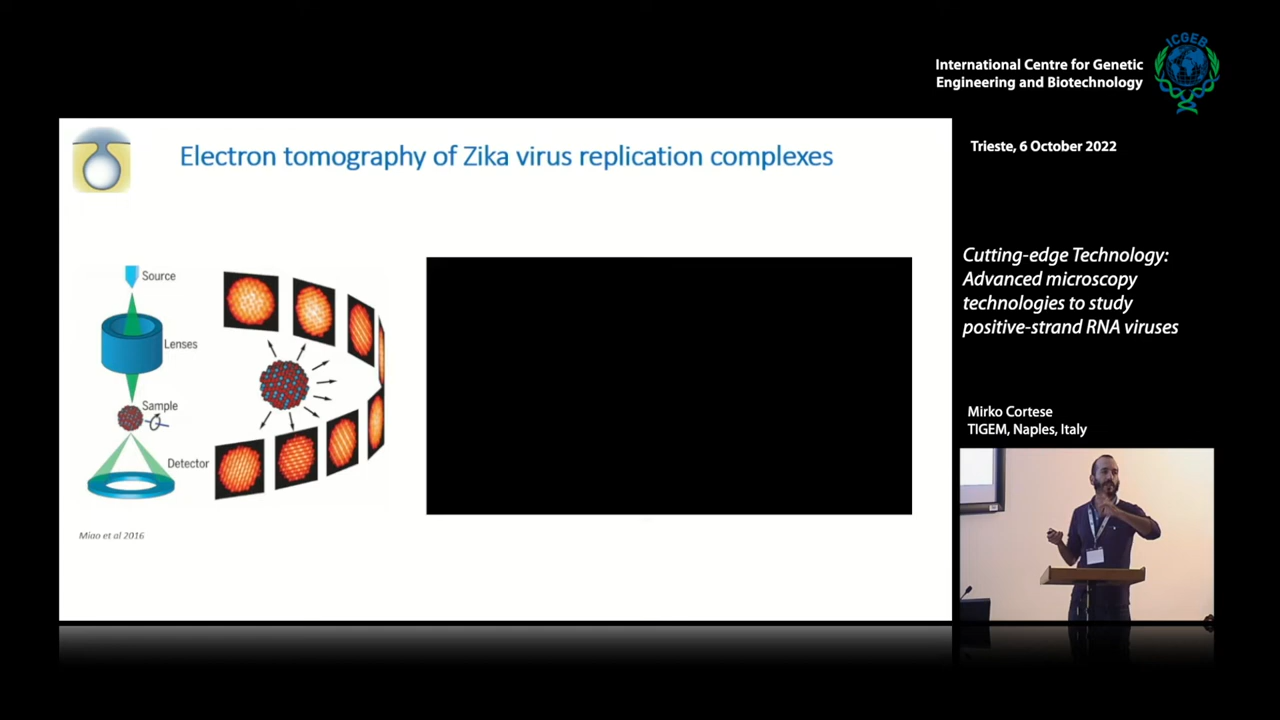 ICGEB
International Centre for Genetic
Engineering and Biotechnology
Trieste, 6 October 2022
Electron tomography of Zika virus replication complexes
Source
Lenses
Sample
Detector
Miao et al 2016
Cutting-edge Technology:
Advanced microscopy
technologies to study
positive-strand RNA viruses
Mirko Cortese
TIGEM, Naples, Italy